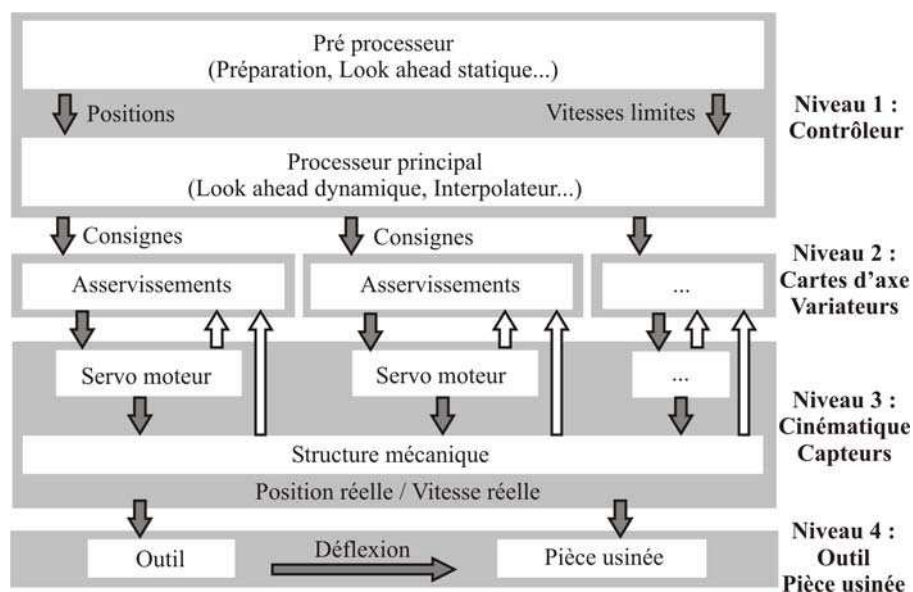 Pré processeur
(Préparation, Look ahead statique...)
Positions
Vitesses limites
Niveau 1 :
Contrôleur
Processeur principal
(Look ahead dynamique, Interpolateur...)
Consignes
Consignes
Asservissements
Asservissements
...
Niveau 2 :
Cartes d'axe
Variateurs
Servo moteur
Servo moteur
...
Niveau 3 :
Cinématique
Capteurs
Structure mécanique
Position réelle / Vitesse réelle
Outil
Déflexion
Pièce usinée
Niveau 4 :
Outil
Pièce usinée